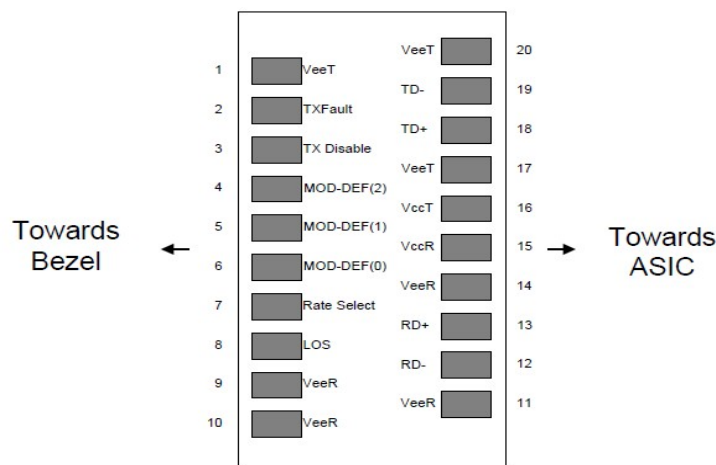 VeeT 20
1 VeeT
TD- 19
2 TXFault
TD+ 18
3 TX Disable
VeeT 17
4 MOD-DEF(2)
VccT 16
5 MOD-DEF(1)
Towards
Bezel
VccR 15
Towards
ASIC
6 MOD-DEF(0)
VeeR 14
7 Rate Select
RD+ 13
8 LOS
RD- 12
9 VeeR
VeeR 11
10 VeeR